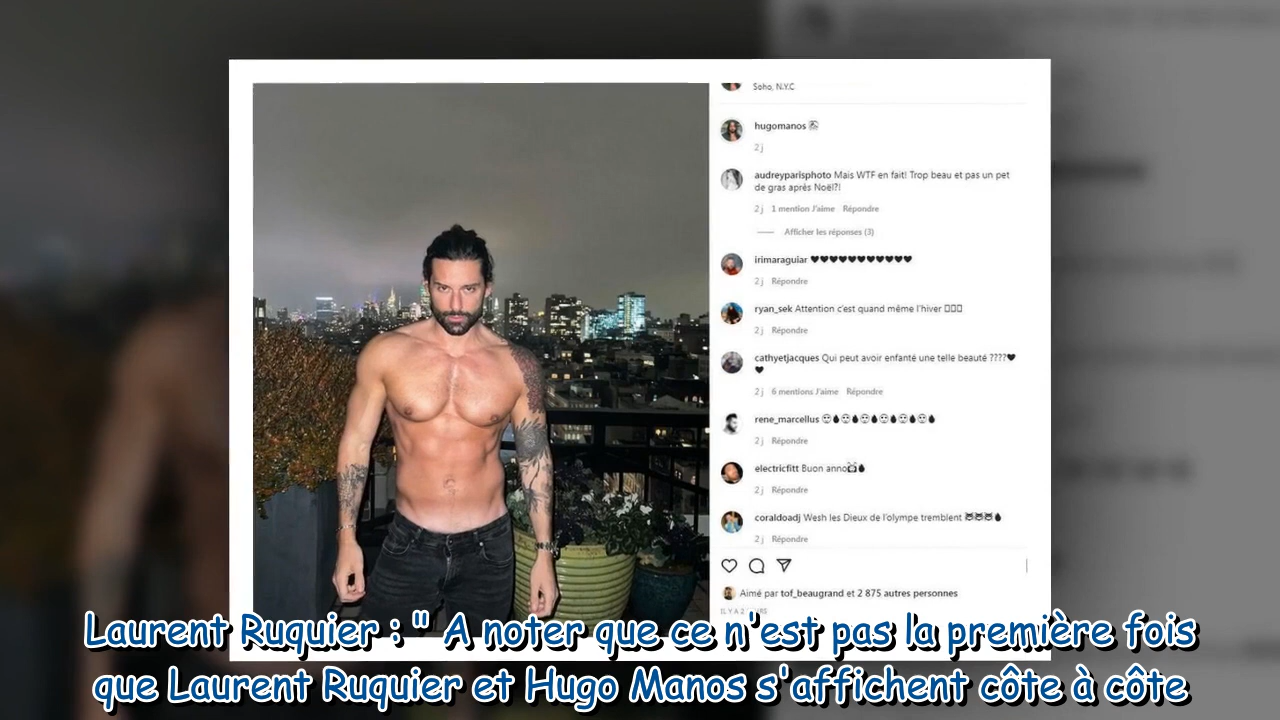 Soho, N.Y.C
hugomanos
2 j
audreyparisphoto Mais WTF en fait! Trop beau et pas un pet
de gras après Noël?!
2 j 1 mention J'aime Répondre
Afficher les réponses (3)
irimaraguiar ♥♥♥♥♥♥♥♥♥♥♥
2 j Répondre
ryan_sek Attention c'est quand même l'hiver
2 j Répondre
cathyetjacques Qui peut avoir enfanté une telle beauté ????♥
♥
2 j 6 mentions J'aime Répondre
rene_marcellus
2 j Répondre
electricfitt Buon anno
2 j Répondre
coraldoadj Wesh les Dieux de l'olympe tremblent
2 j Répondre
Aimé par tof_beaugrand et 2 875 autres personnes
IL Y A 2
Laurent Ruquier : " A noter que ce n'est pas la première fois
que Laurent Ruquier et Hugo Manos s'affichent côte à côte